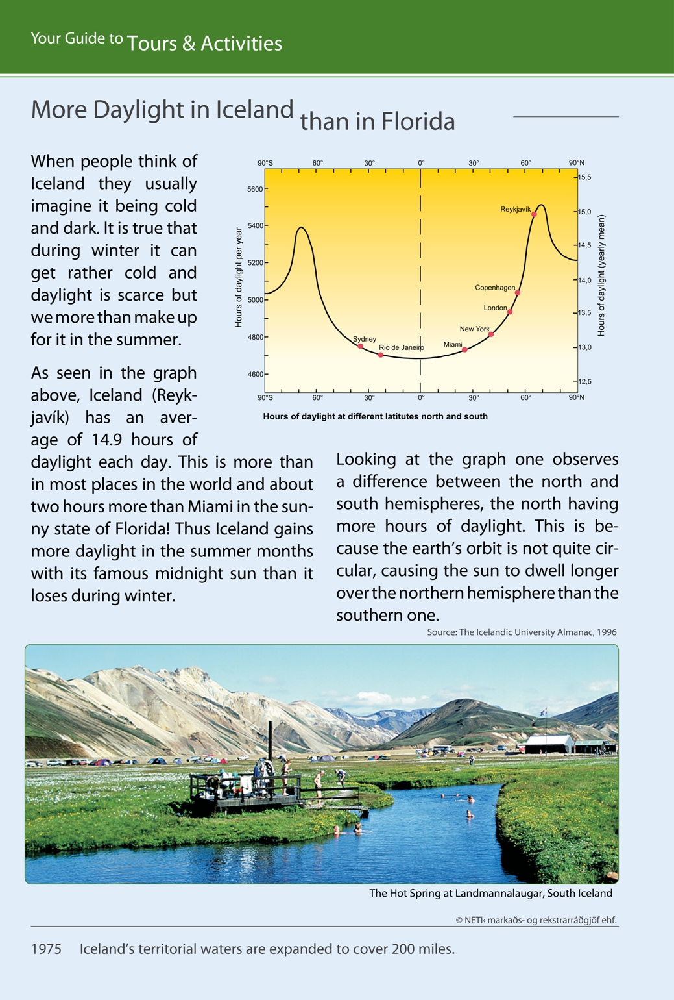 Your Guide to Tours & Activities
More Daylight in Iceland than in Florida
When people think of
Iceland they usually
imagine it being cold
and dark. It is true that
during winter it can
get rather cold and
daylight is scarce but
we more than make up
for it in the summer.
As seen in the graph
above, Iceland (Reyk-
javík) has an aver-
age of 14.9 hours of
daylight each day. This is more than
in most places in the world and about
two hours more than Miami in the sun-
ny state of Florida! Thus Iceland gains
more daylight in the summer months
with its famous midnight sun than it
loses during winter.
90°S 60° 30° 0° 30° 60° 90°N
Hours of daylight per year
5600
5400
5200
5000
4800
4600
Reykjavík
Copenhagen
London
New York
Miami
Sydney
Rio de Janeiro
15,5
15,0
14,5
14,0
13,5
13,0
12,5
Hours of daylight (yearly mean)
90°S 60° 30° 0° 30° 60° 90°N
Hours of daylight at different latitutes north and south
Looking at the graph one observes
a difference between the north and
south hemispheres, the north having
more hours of daylight. This is be-
cause the earth's orbit is not quite cir-
cular, causing the sun to dwell longer
over the northern hemisphere than the
southern one.
Source: The Icelandic University Almanac, 1996
The Hot Spring at Landmannalaugar, South Iceland
© NETI‹ markaðs- og rekstrarráðgjöf ehf.
1975 Iceland's territorial waters are expanded to cover 200 miles.